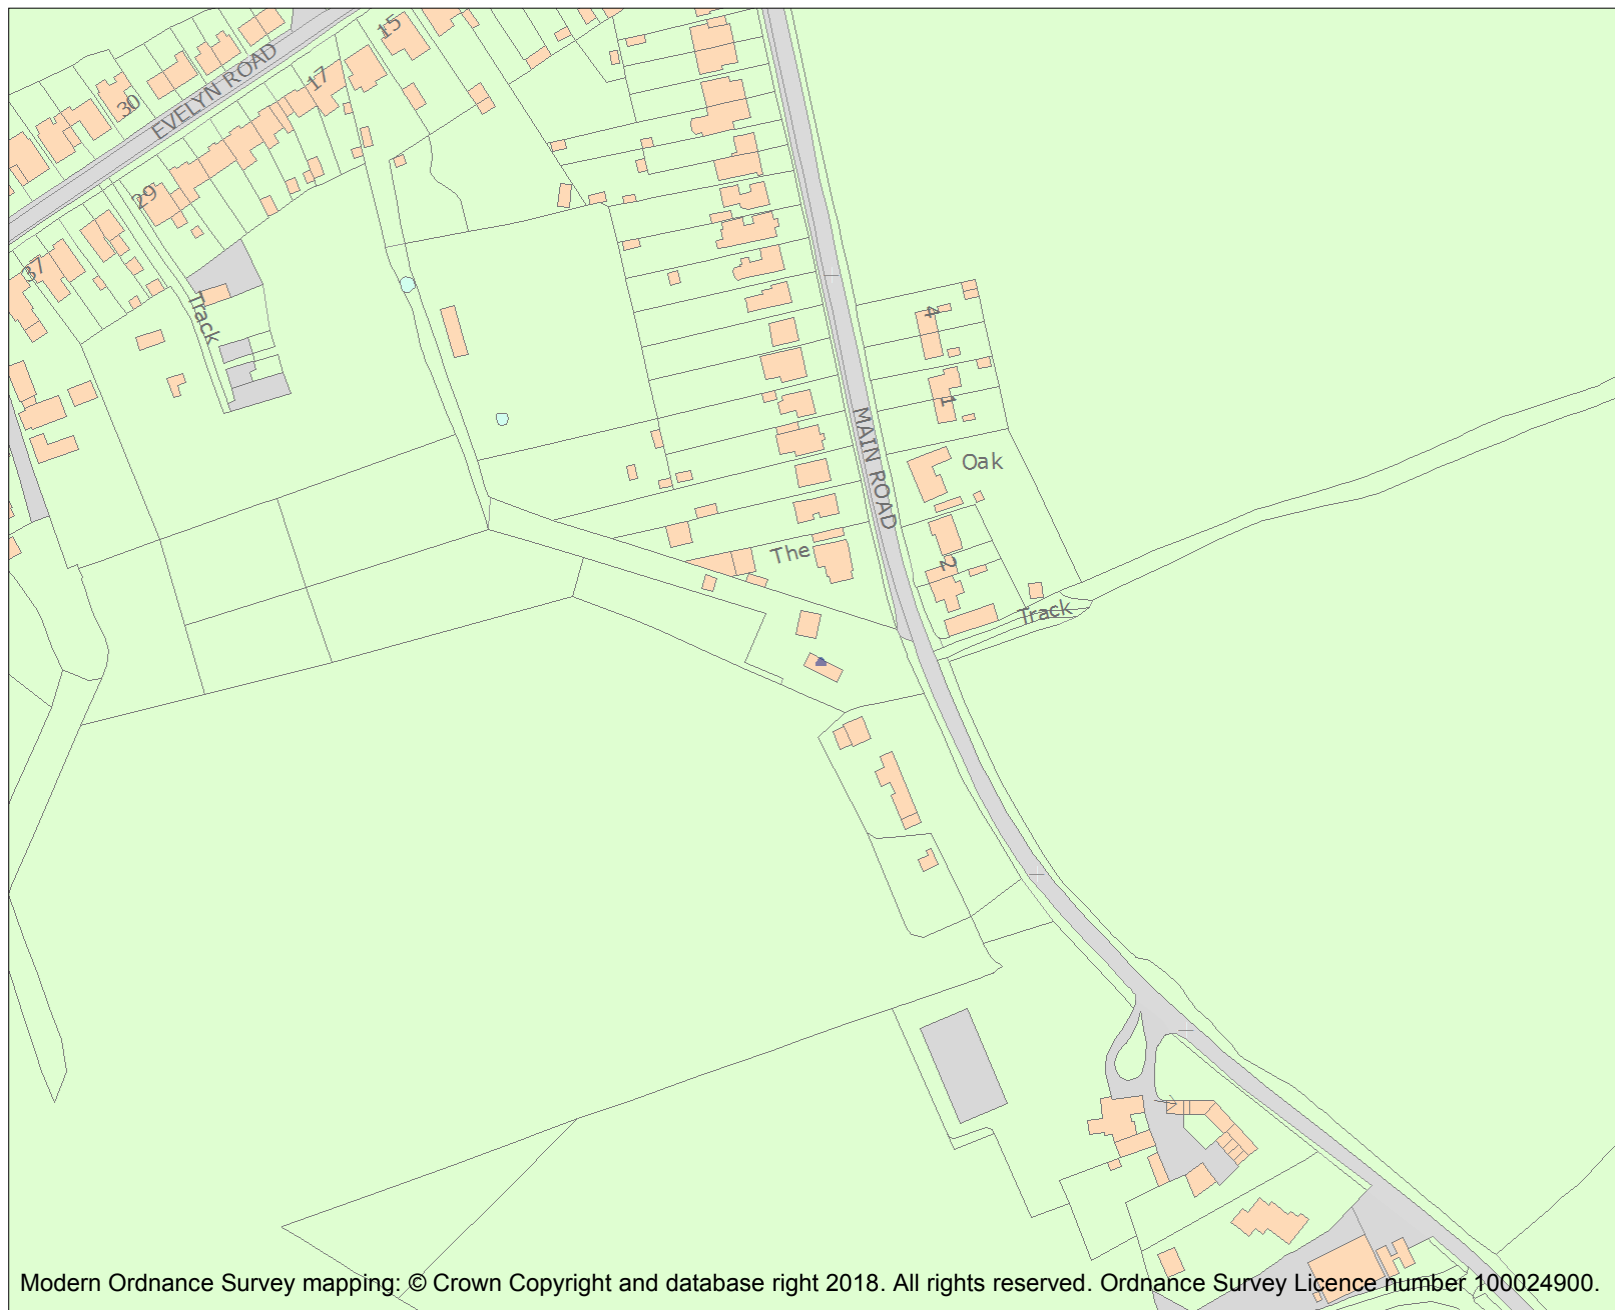 15
EVELYN ROAD
17
30
29
37
Track
4
1
MAIN ROAD
Oak
The
2
Track
Modern Ordnance Survey mapping: © Crown Copyright and database right 2018. All rights reserved. Ordnance Survey Licence number 100024900.